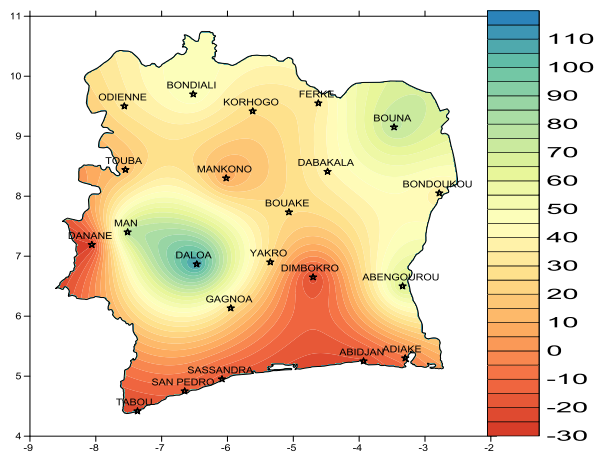 11
110
BONDIALI
10
100
ODIENNE
FERKE
KORHOGO
90
BOUNA
9
80
TOUBA
DABAKALA
70
MANKONO
BONDOUKOU
8
60
BOUAKE
MAN
50
DANANE
40
7
DALOA
YAKRO
DIMBOKRO
30
ABENGOUROU
GAGNOA
20
6
10
ABIDJAN
ADIAKE
0
5
SASSANDRA
SAN PEDRO
-10
TABOU
-20
4
-30
-9
-8
-7
-6
-5
-4
-3
-2